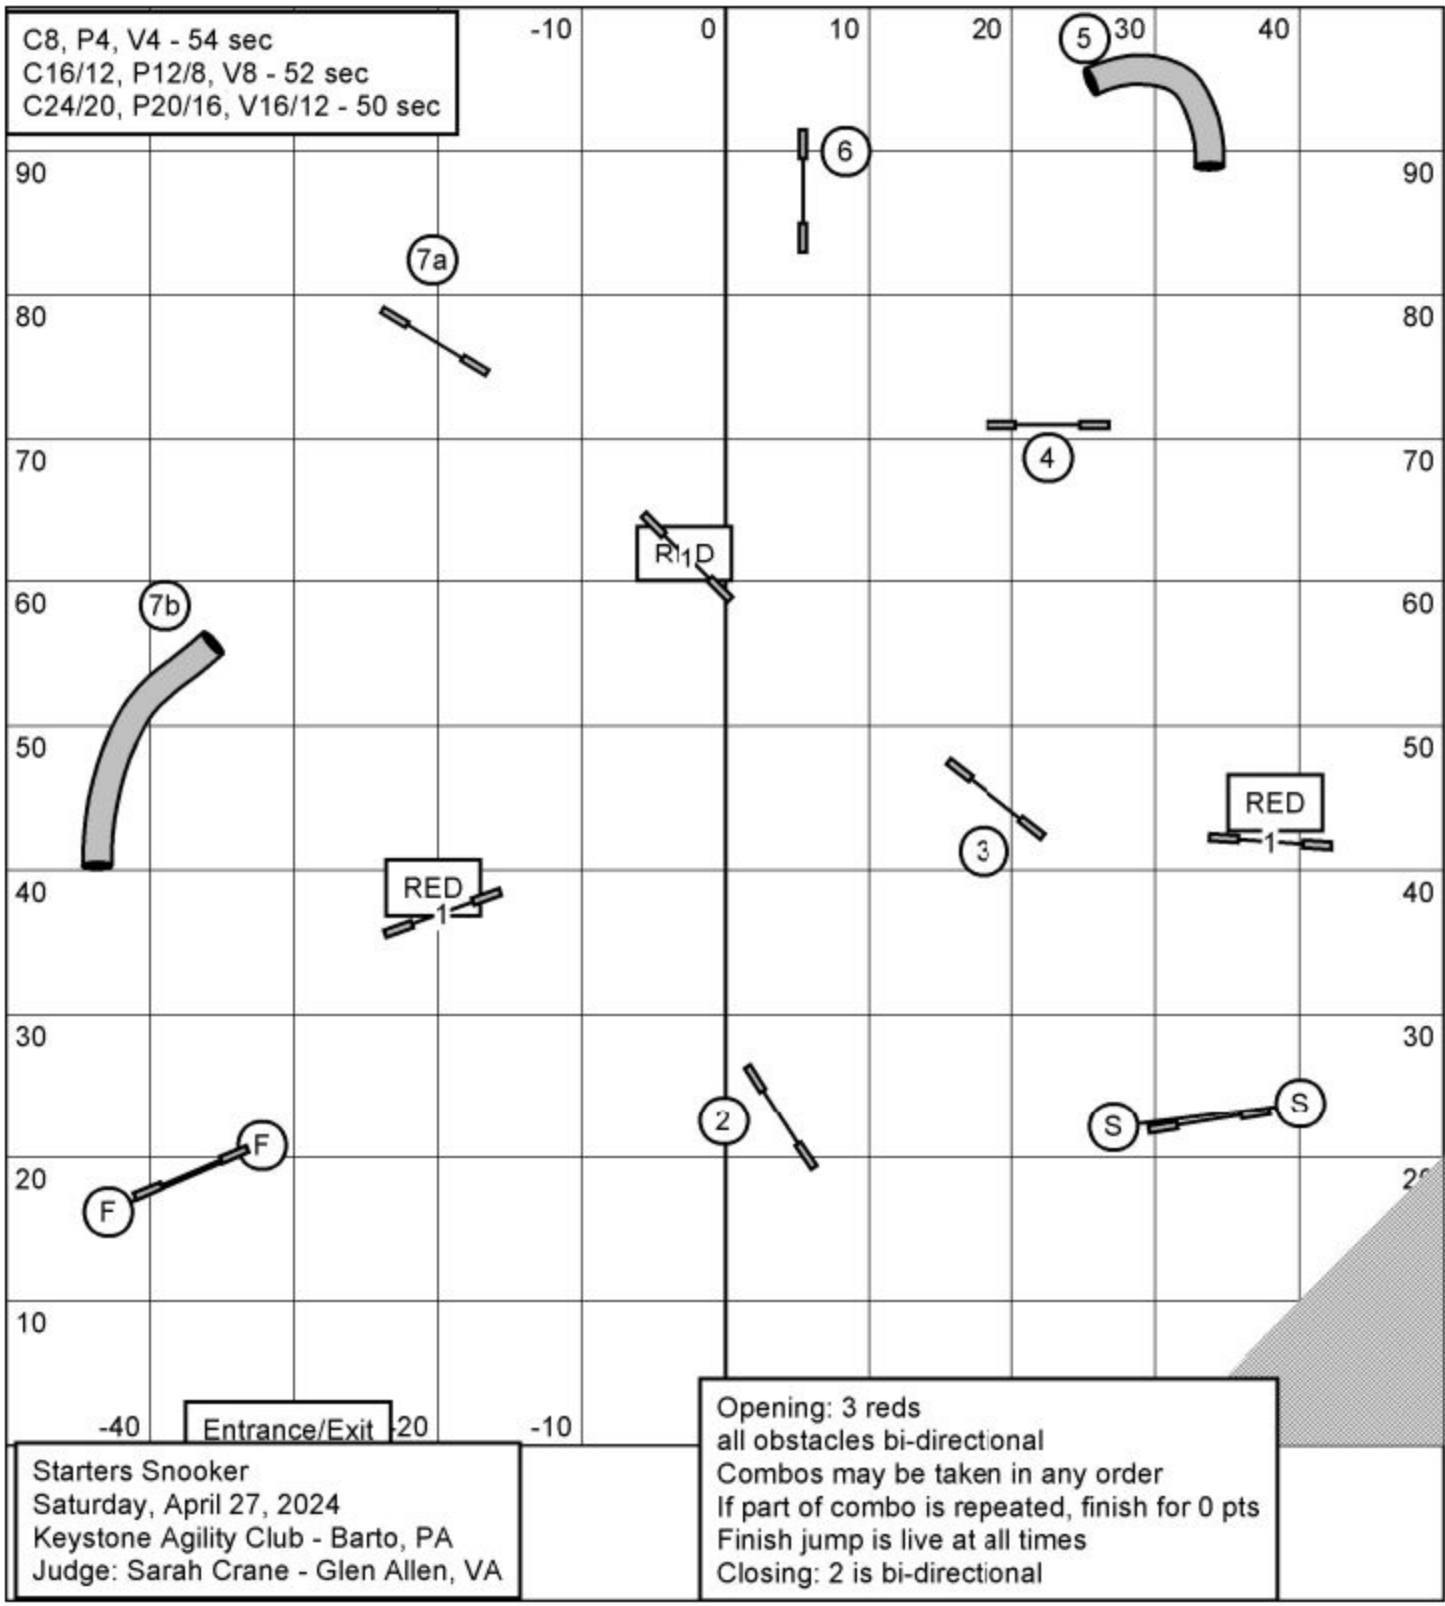 C8, P4, V4 - 54 sec
C16/12, P12/8, V8 - 52 sec
C24/20, P20/16, V16/12 - 50 sec
-10
0
10
20
30
40
5
6
90
90
7a
80
80
4
70
70
RED
1
7b
60
60
50
50
RED
1
3
RED
1
40
40
30
30
2
S
S
F
F
20
20
10
-40
Entrance/Exit
-20
-10
Starters Snooker
Saturday, April 27, 2024
Keystone Agility Club - Barto, PA
Judge: Sarah Crane - Glen Allen, VA
Opening: 3 reds
all obstacles bi-directional
Combos may be taken in any order
If part of combo is repeated, finish for 0 pts
Finish jump is live at all times
Closing: 2 is bi-directional